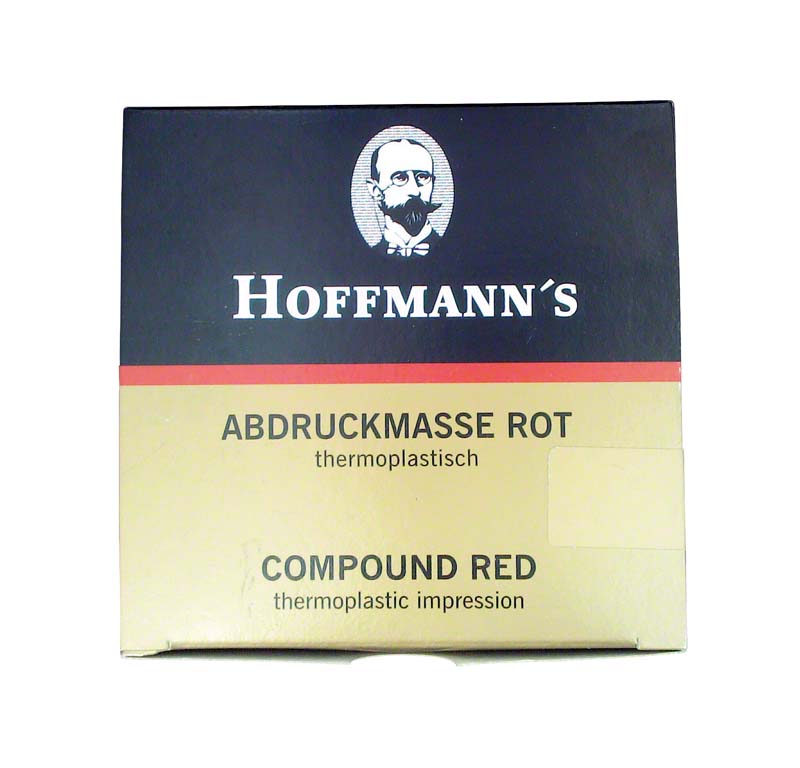 HOFFMANN´S
ABDRUCKMASSE ROT
thermoplastisch
COMPOUND RED
thermoplastic impression